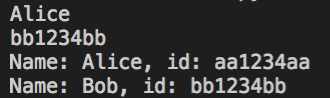 Alice
bb1234bb
Name: Alice, id: aa1234aa
Name: Bob, id: bb1234bb